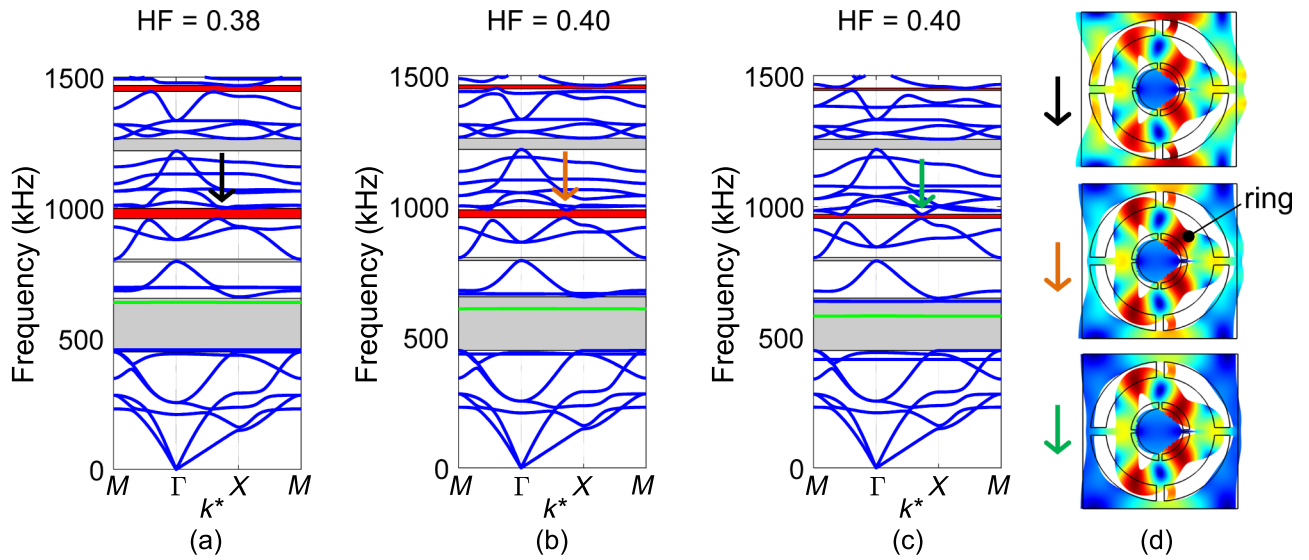 HF = 0.38
HF = 0.40
HF = 0.40
Frequency (kHz)
1500
1000
500
0
M Γ X M
k*
(a)
Frequency (kHz)
1500
1000
500
0
M Γ X M
k*
(b)
Frequency (kHz)
1500
1000
500
0
M Γ X M
k*
(c)
ring
(d)